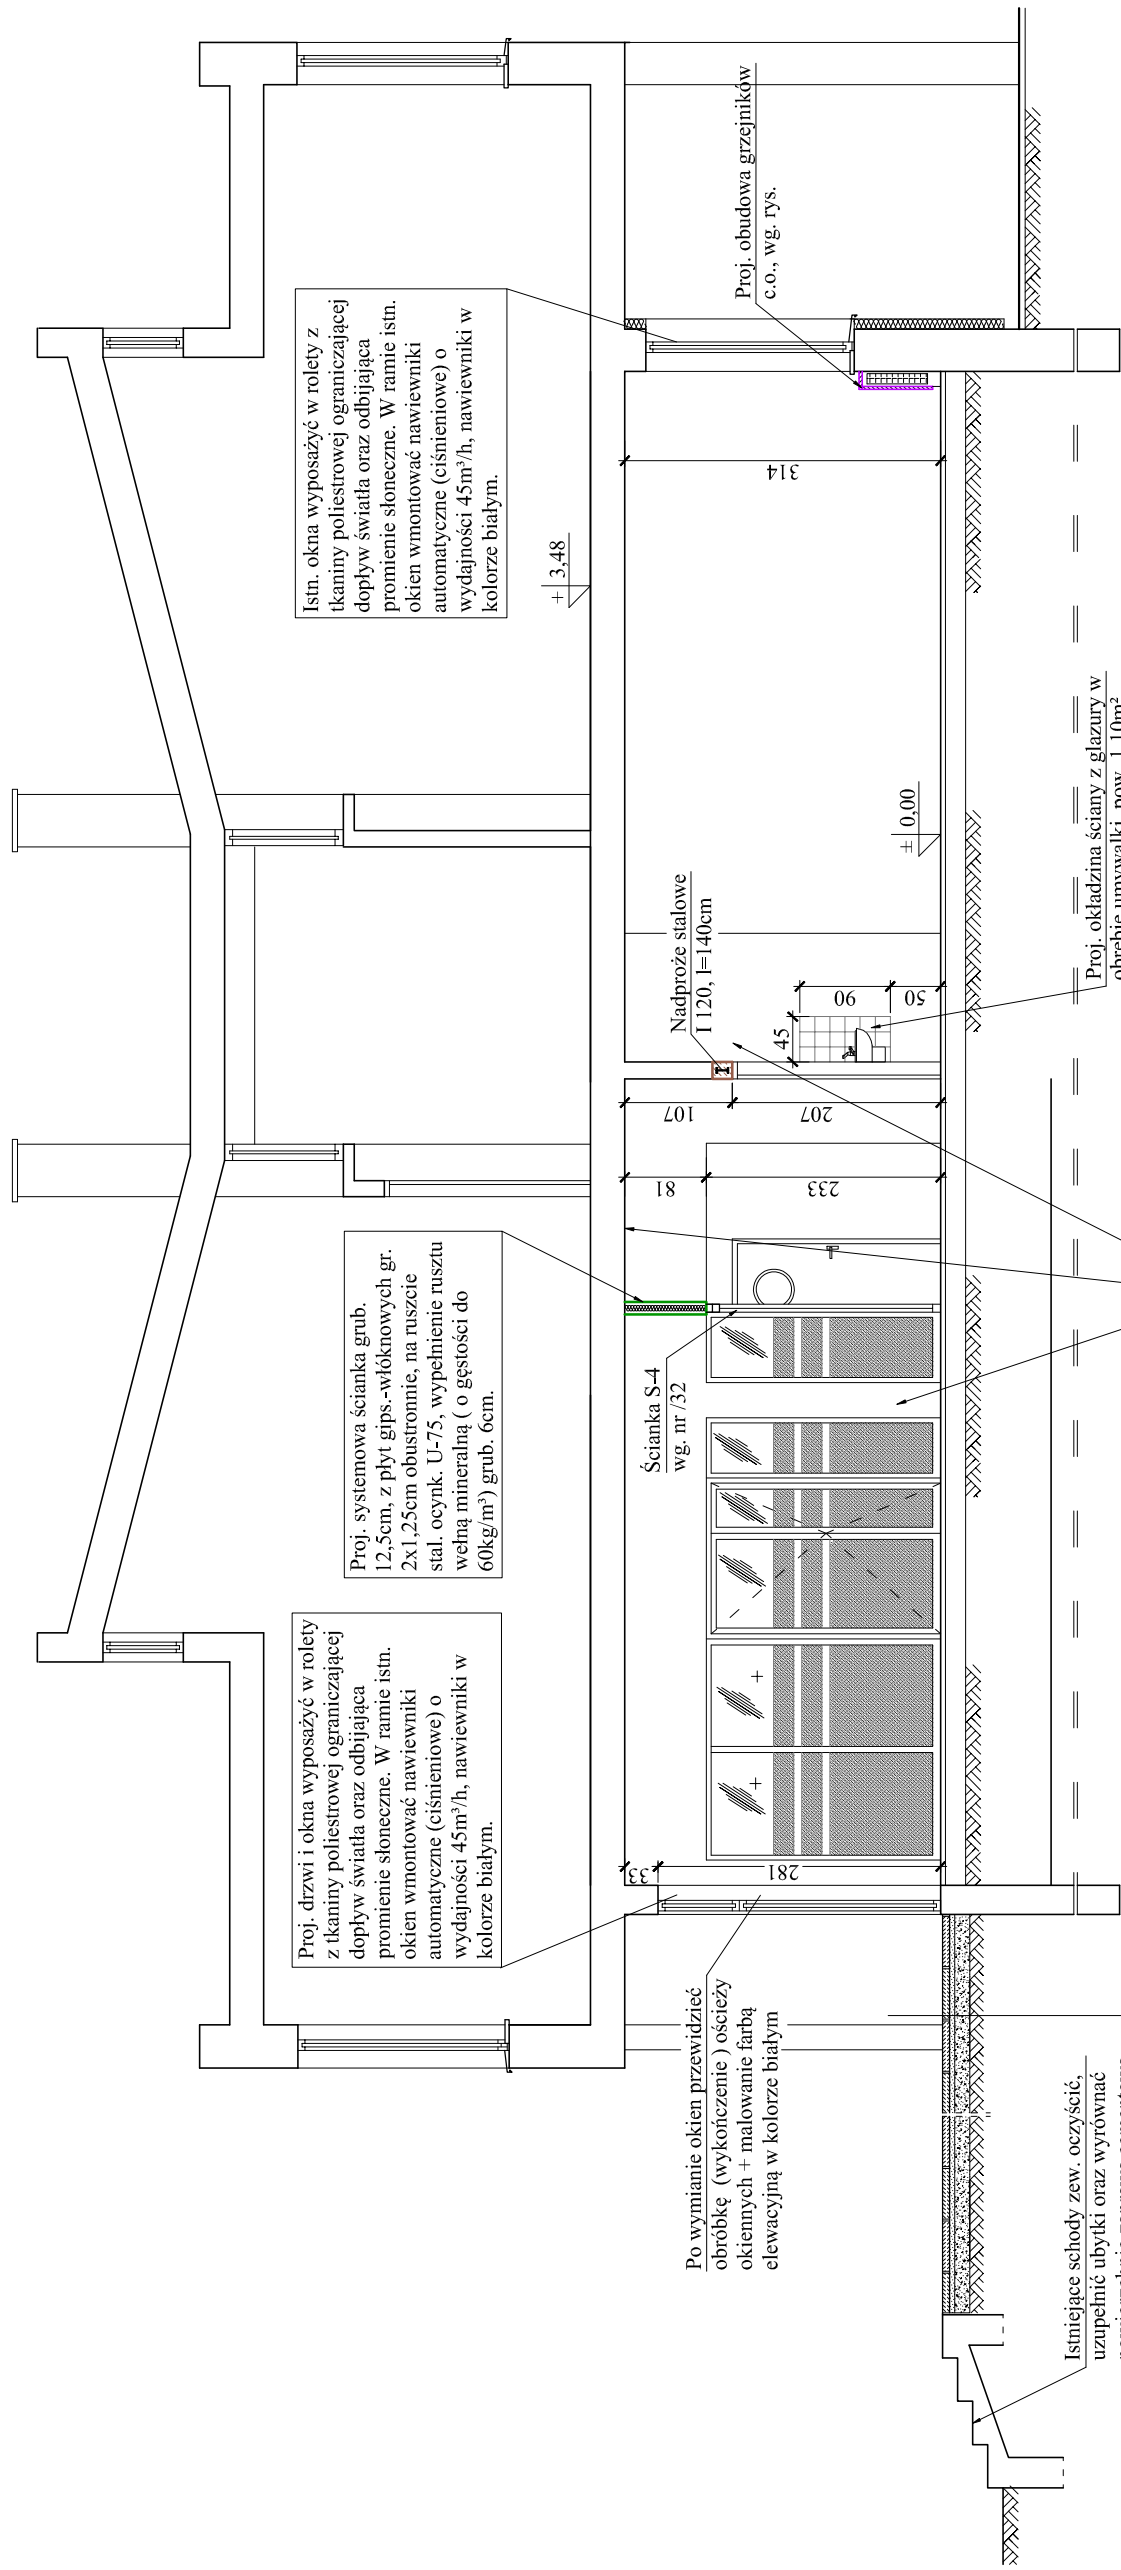 Proj. drzwi i okna wyposażyć w rolety
z tkaniny poliestrowej ograniczającej
dopływ światła oraz odbijająca
promienie słoneczne. W ramie istn.
okien wmontować nawiewniki
automatyczne (ciśnieniowe) o
wydajności 45m³/h, nawiewniki w
kolorze białym.
Proj. systemowa ścianka grub.
12,5cm, z płyt gips.-włóknowych gr.
2x1,25cm obustronnie, na ruszcie
stal. ocynk. U-75, wypełnienie rusztu
wełną mineralną ( o gęstości do
60kg/m³) grub. 6cm.
Istn. okna wyposażyć w rolety z
tkaniny poliestrowej ograniczającej
dopływ światła oraz odbijająca
promienie słoneczne. W ramie istn.
okien wmontować nawiewniki
automatyczne (ciśnieniowe) o
wydajności 45m³/h, nawiewniki w
kolorze białym.
+ 3,48
Po wymianie okien przewidzieć
obróbkę (wykończenie ) ościeży
okiennych + malowanie farbą
elewacyjną w kolorze białym
33
281
Ścianka S-4
wg. nr /32
81
233
107
207
Nadproże stalowe
I 120, l=140cm
45
90
50
± 0,00
314
Proj. obudowa grzejników
c.o., wg. rys.
Istniejące schody zew. oczyścić,
uzupełnić ubytki oraz wyrównać
Proj. okładzina ściany z glazury w
obrębie umywalki, pow. 1,10m²